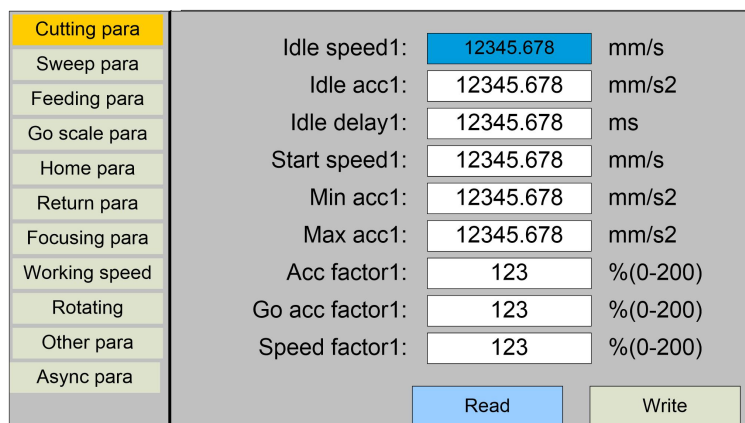 Cutting para
Sweep para
Feeding para
Go scale para
Home para
Return para
Focusing para
Working speed
Rotating
Other para
Async para
Idle speed1: 12345.678 mm/s
Idle acc1: 12345.678 mm/s2
Idle delay1: 12345.678 ms
Start speed1: 12345.678 mm/s
Min acc1: 12345.678 mm/s2
Max acc1: 12345.678 mm/s2
Acc factor1: 123 %(0-200)
Go acc factor1: 123 %(0-200)
Speed factor1: 123 %(0-200)
Read Write